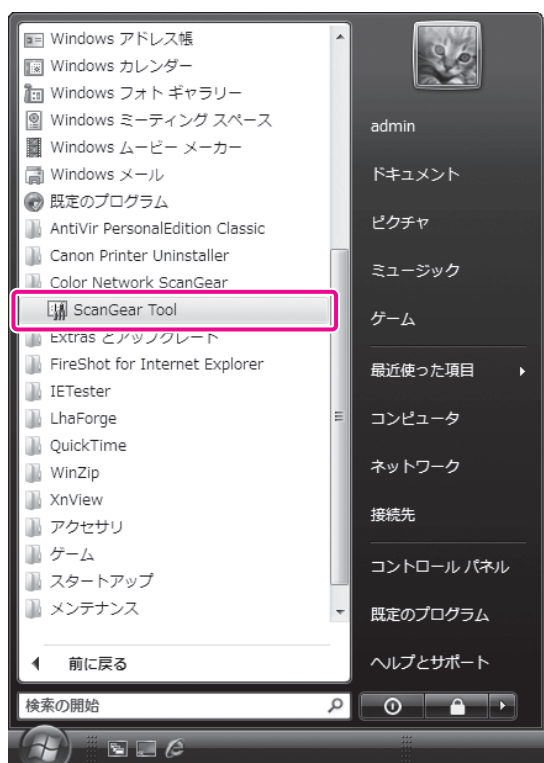 Windows アドレス帳
Windows カレンダー
Windows フォト ギャラリー
Windows ミーティング スペース
Windows ムービー メーカー
Windows メール
既定のプログラム
AntiVir PersonalEdition Classic
Canon Printer Uninstaller
Color Network ScanGear
ScanGear Tool
Extras とアップグレート
FireShot for Internet Explorer
IETester
LhaForge
QuickTime
WinZip
XnView
アクセサリ
ゲーム
スタートアップ
メンテナンス
前に戻る
検索の開始
admin
ドキュメント
ピクチャ
ミュージック
ゲーム
最近使った項目
コンピュータ
ネットワーク
接続先
コントロール パネル
既定のプログラム
ヘルプとサポート